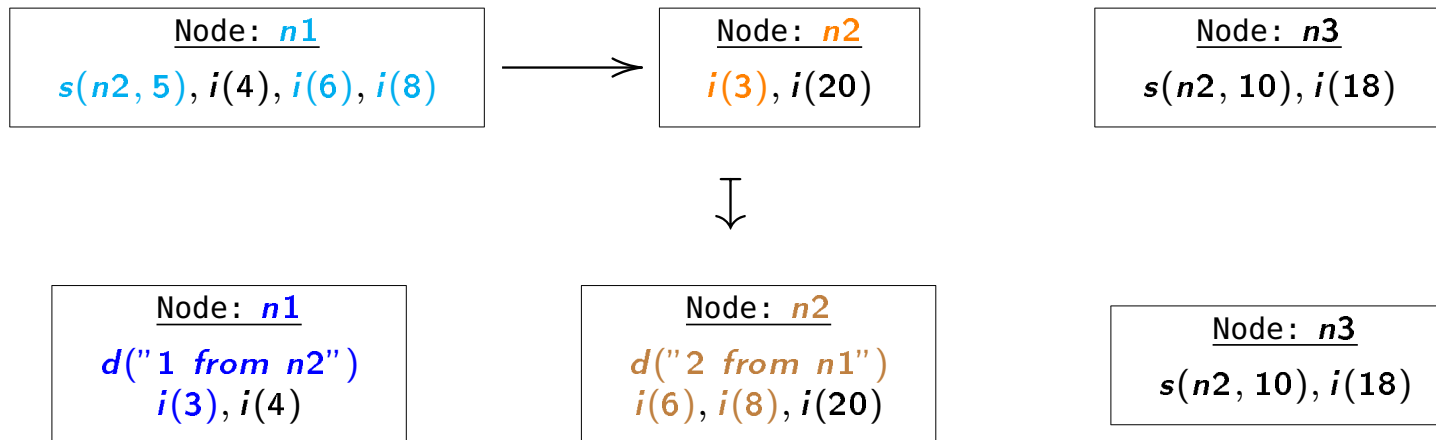 Node: n1
s(n2, 5), i(4), i(6), i(8)
Node: n2
i(3), i(20)
Node: n3
s(n2, 10), i(18)
Node: n1
d("1 from n2")
i(3), i(4)
Node: n2
d("2 from n1")
i(6), i(8), i(20)
Node: n3
s(n2, 10), i(18)